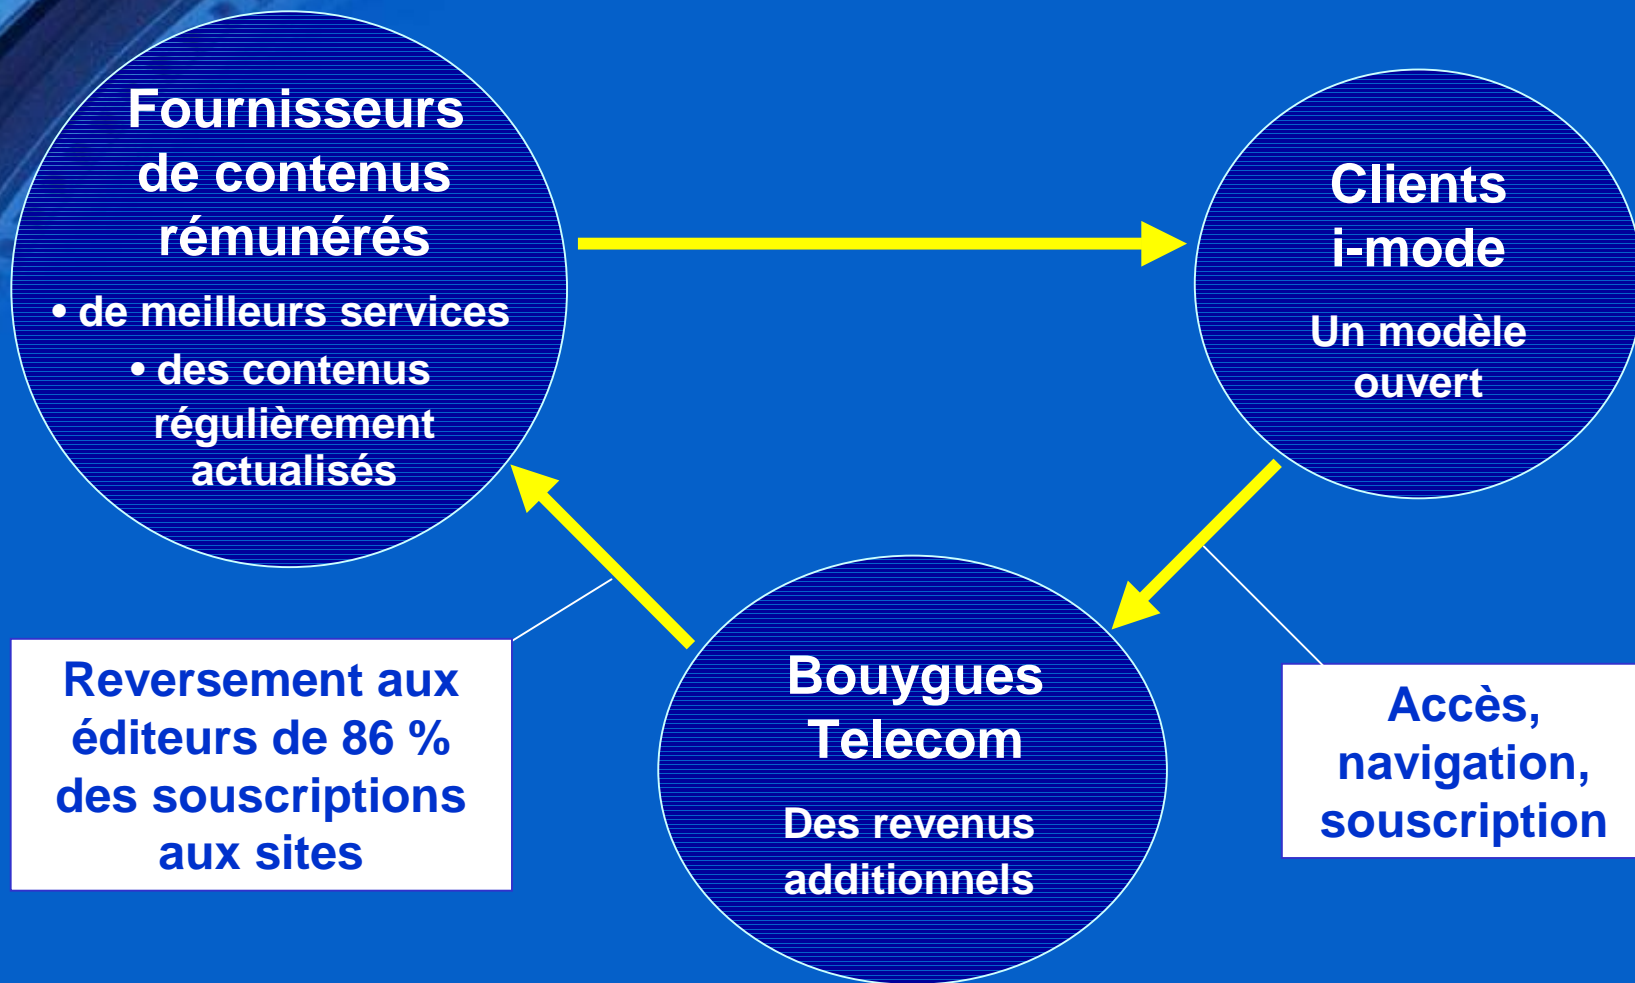 Fournisseurs
de contenus
rémunérés
• de meilleurs services
• des contenus
régulièrement
actualisés
Clients
i-mode
Un modèle
ouvert
Bouygues
Telecom
Des revenus
additionnels
Reversement aux
éditeurs de 86 %
des souscriptions
aux sites
Accès,
navigation,
souscription